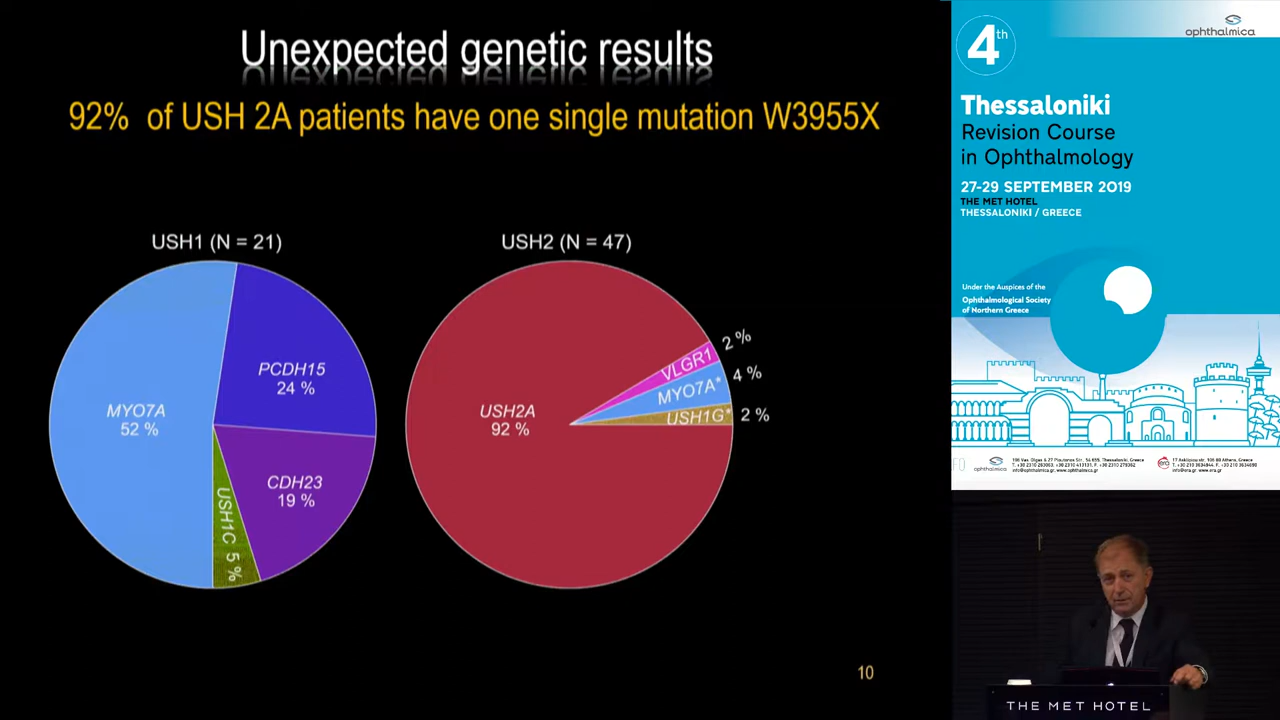 Unexpected genetic results
92% of USH 2A patients have one single mutation W3955X
USH1 (N = 21)
MYO7A
52 %
PCDH15
24 %
CDH23
19 %
USH1C 5 %
USH2 (N = 47)
USH2A
92 %
VLGR1
2 %
MYO7A*
4 %
USH1G*
2 %
10
ophthalmica
4th
Thessaloniki
Revision Course
in Ophthalmology
27-29 SEPTEMBER 2019
THE MET HOTEL
THESSALONIKI / GREECE
Under the Auspices of the
Ophthalmological Society
of Northern Greece
ophthalmica
THE MET HOTEL